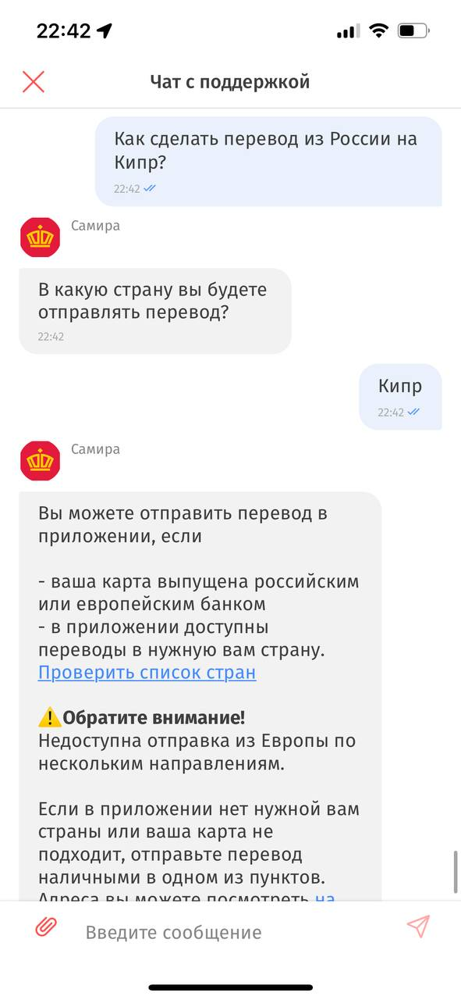 22:42
Чат с поддержкой
Как сделать перевод из России на
Кипр?
22:42
Самира
В какую страну вы будете
отправлять перевод?
22:42
Кипр
22:42
Самира
Вы можете отправить перевод в
приложении, если
- ваша карта выпущена российским
или европейским банком
- в приложении доступны
переводы в нужную вам страну.
Проверить список стран
⚠️Обратите внимание!
Недоступна отправка из Европы по
нескольким направлениям.
Если в приложении нет нужной вам
страны или ваша карта не
подходит, отправьте перевод
наличными в одном из пунктов.
Адреса вы можете посмотреть на
Введите сообщение